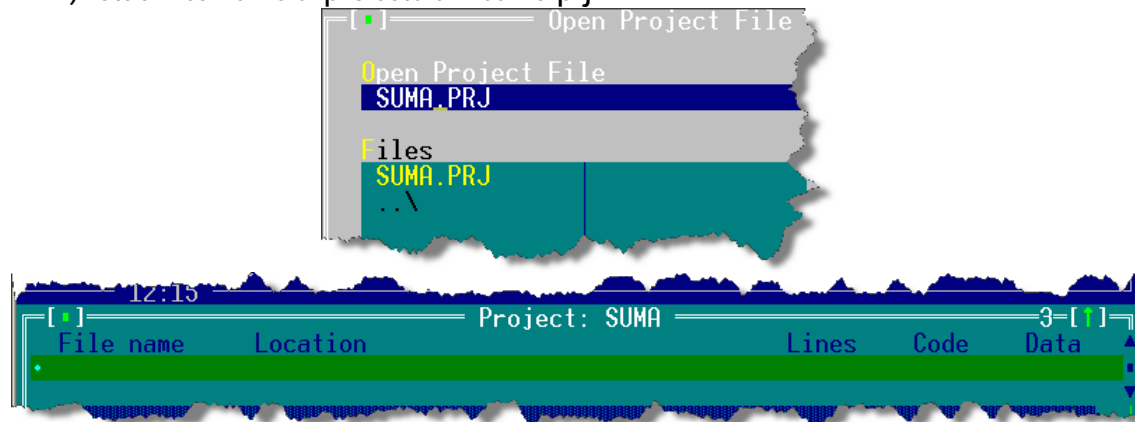 [■] Open Project File
Open Project File
SUMA.PRJ
Files
SUMA.PRJ
..\
12:15
[■] Project: SUMA 3-[↑]
File name Location Lines Code Data